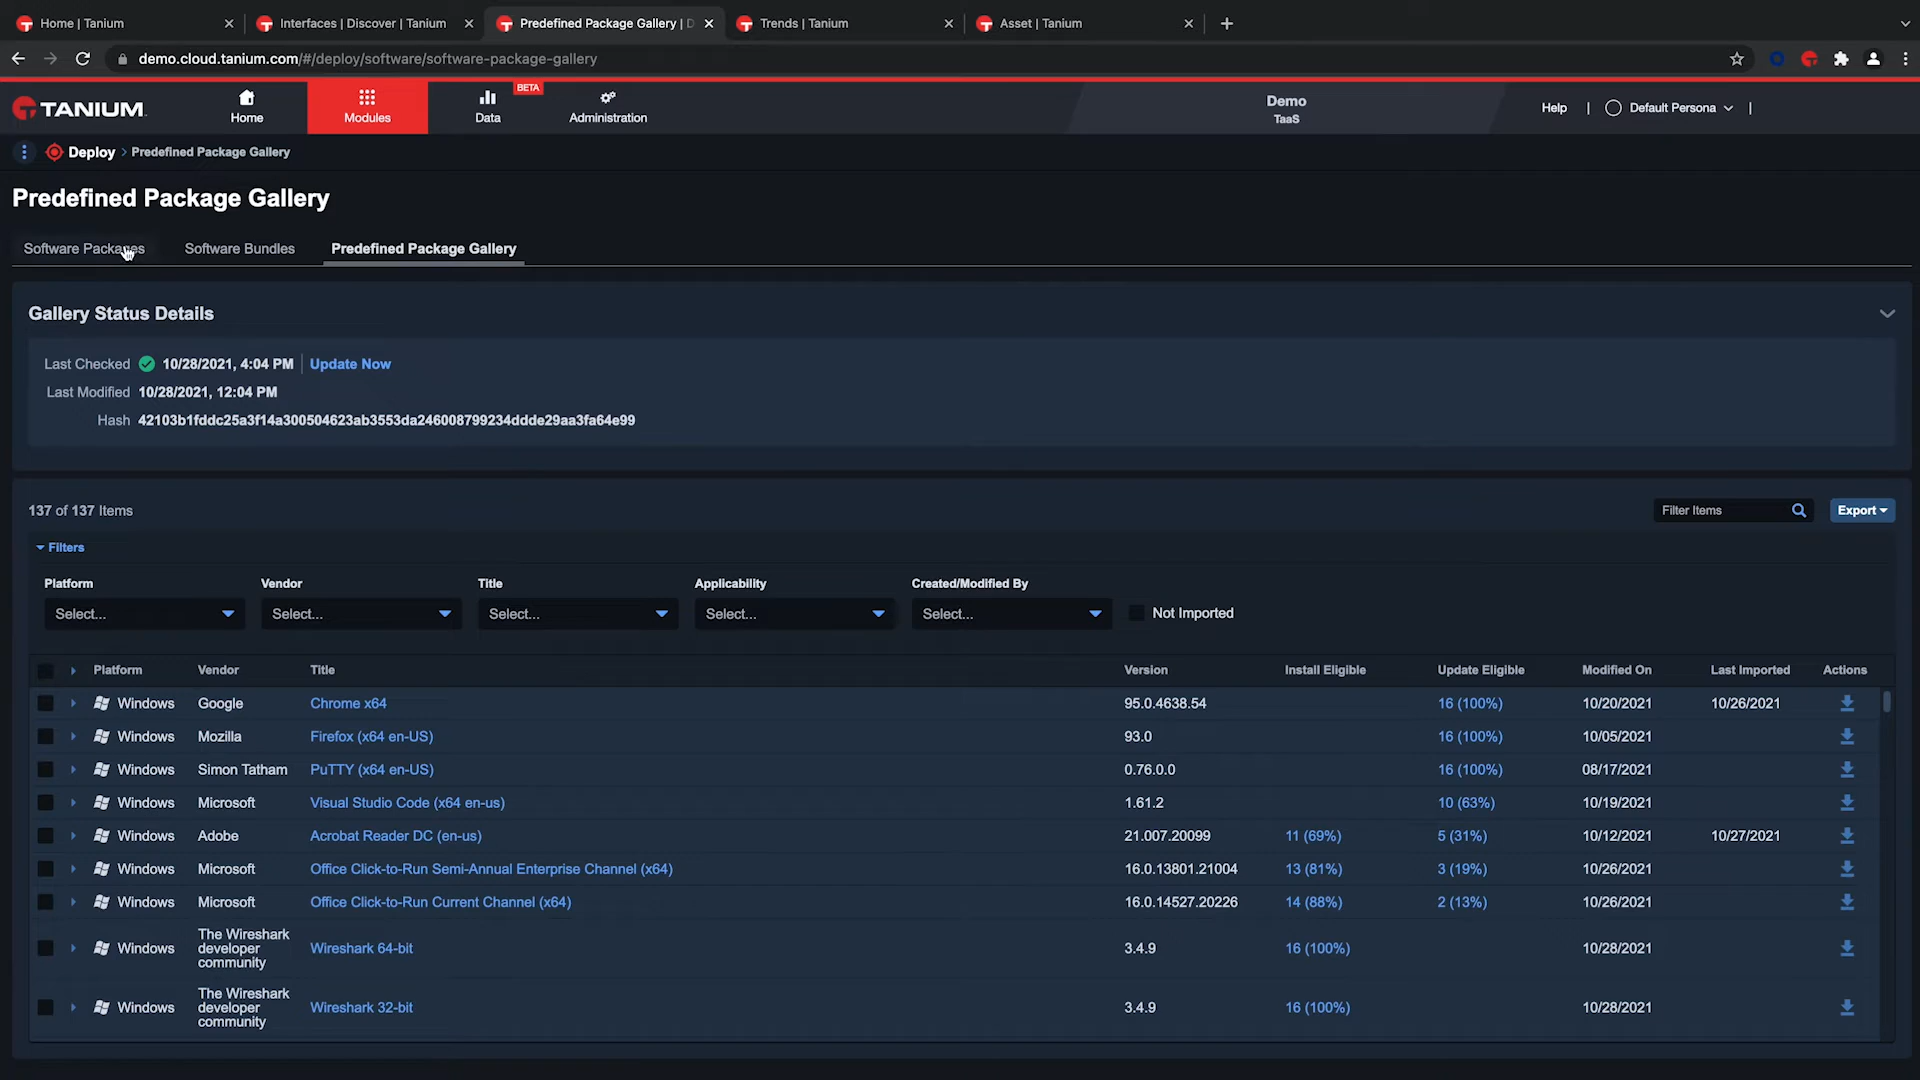 Home | Tanium
Interfaces | Discover | Tanium
Predefined Package Gallery | D
Trends | Tanium
Asset | Tanium
demo.cloud.tanium.com/#/deploy/software/software-package-gallery
TANIUM
Home
Modules
Data
BETA
Administration
Demo
TaaS
Help
Default Persona
Deploy > Predefined Package Gallery
Predefined Package Gallery
Software Packages
Software Bundles
Predefined Package Gallery
Gallery Status Details
Last Checked 10/28/2021, 4:04 PM | Update Now
Last Modified 10/28/2021, 12:04 PM
Hash 42103b1fddc25a3f14a300504623ab3553da246008799234ddde29aa3fa64e99
137 of 137 Items
Filter Items
Export
Filters
Platform Vendor Title Applicability Created/Modified By
Select... Select... Select... Select... Select... Not Imported
Platform Vendor Title Version Install Eligible Update Eligible Modified On Last Imported Actions
Windows Google Chrome x64 95.0.4638.54 16 (100%) 10/20/2021 10/26/2021
Windows Mozilla Firefox (x64 en-US) 93.0 16 (100%) 10/05/2021
Windows Simon Tatham PuTTY (x64 en-US) 0.76.0.0 16 (100%) 08/17/2021
Windows Microsoft Visual Studio Code (x64 en-us) 1.61.2 10 (63%) 10/19/2021
Windows Adobe Acrobat Reader DC (en-us) 21.007.20099 11 (69%) 5 (31%) 10/12/2021 10/27/2021
Windows Microsoft Office Click-to-Run Semi-Annual Enterprise Channel (x64) 16.0.13801.21004 13 (81%) 3 (19%) 10/26/2021
Windows Microsoft Office Click-to-Run Current Channel (x64) 16.0.14527.20226 14 (88%) 2 (13%) 10/26/2021
The Wireshark
Windows developer Wireshark 64-bit 3.4.9 16 (100%) 10/28/2021
community
The Wireshark
Windows developer Wireshark 32-bit 3.4.9 16 (100%) 10/28/2021
community